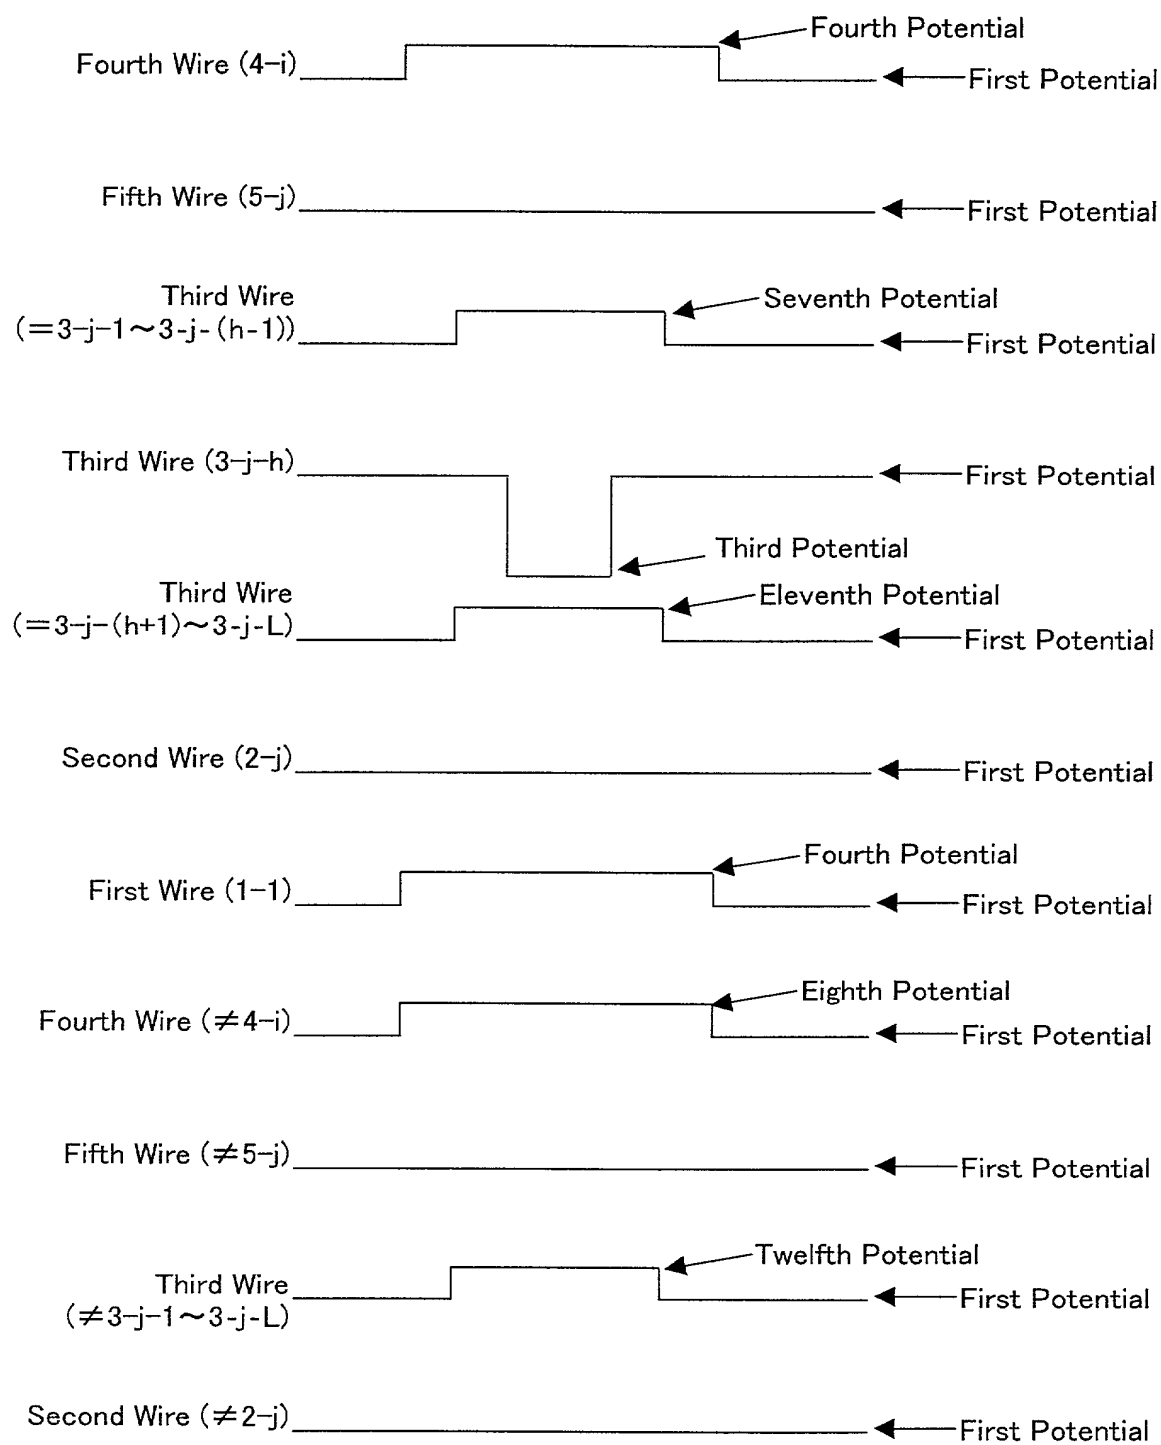 Fourth Potential
Fourth Wire (4-i)
First Potential
Fifth Wire (5-j)
First Potential
Third Wire
(=3-j-1~3-j-(h-1))
Seventh Potential
First Potential
Third Wire (3-j-h)
First Potential
Third Potential
Third Wire
(=3-j-(h+1)~3-j-L)
Eleventh Potential
First Potential
Second Wire (2-j)
First Potential
Fourth Potential
First Wire (1-1)
First Potential
Eighth Potential
Fourth Wire (≠4-i)
First Potential
Fifth Wire (≠5-j)
First Potential
Twelfth Potential
Third Wire
(≠3-j-1~3-j-L)
First Potential
Second Wire (≠2-j)
First Potential